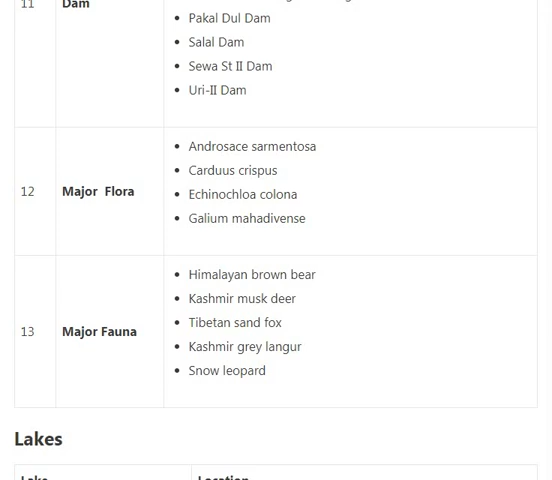 11
Dam
Pakal Dul Dam
Salal Dam
Sewa St II Dam
Uri-II Dam
12
Major Flora
Androsace sarmentosa
Carduus crispus
Echinochloa colona
Galium mahadivense
13
Major Fauna
Himalayan brown bear
Kashmir musk deer
Tibetan sand fox
Kashmir grey langur
Snow leopard
Lakes
Lake
Location